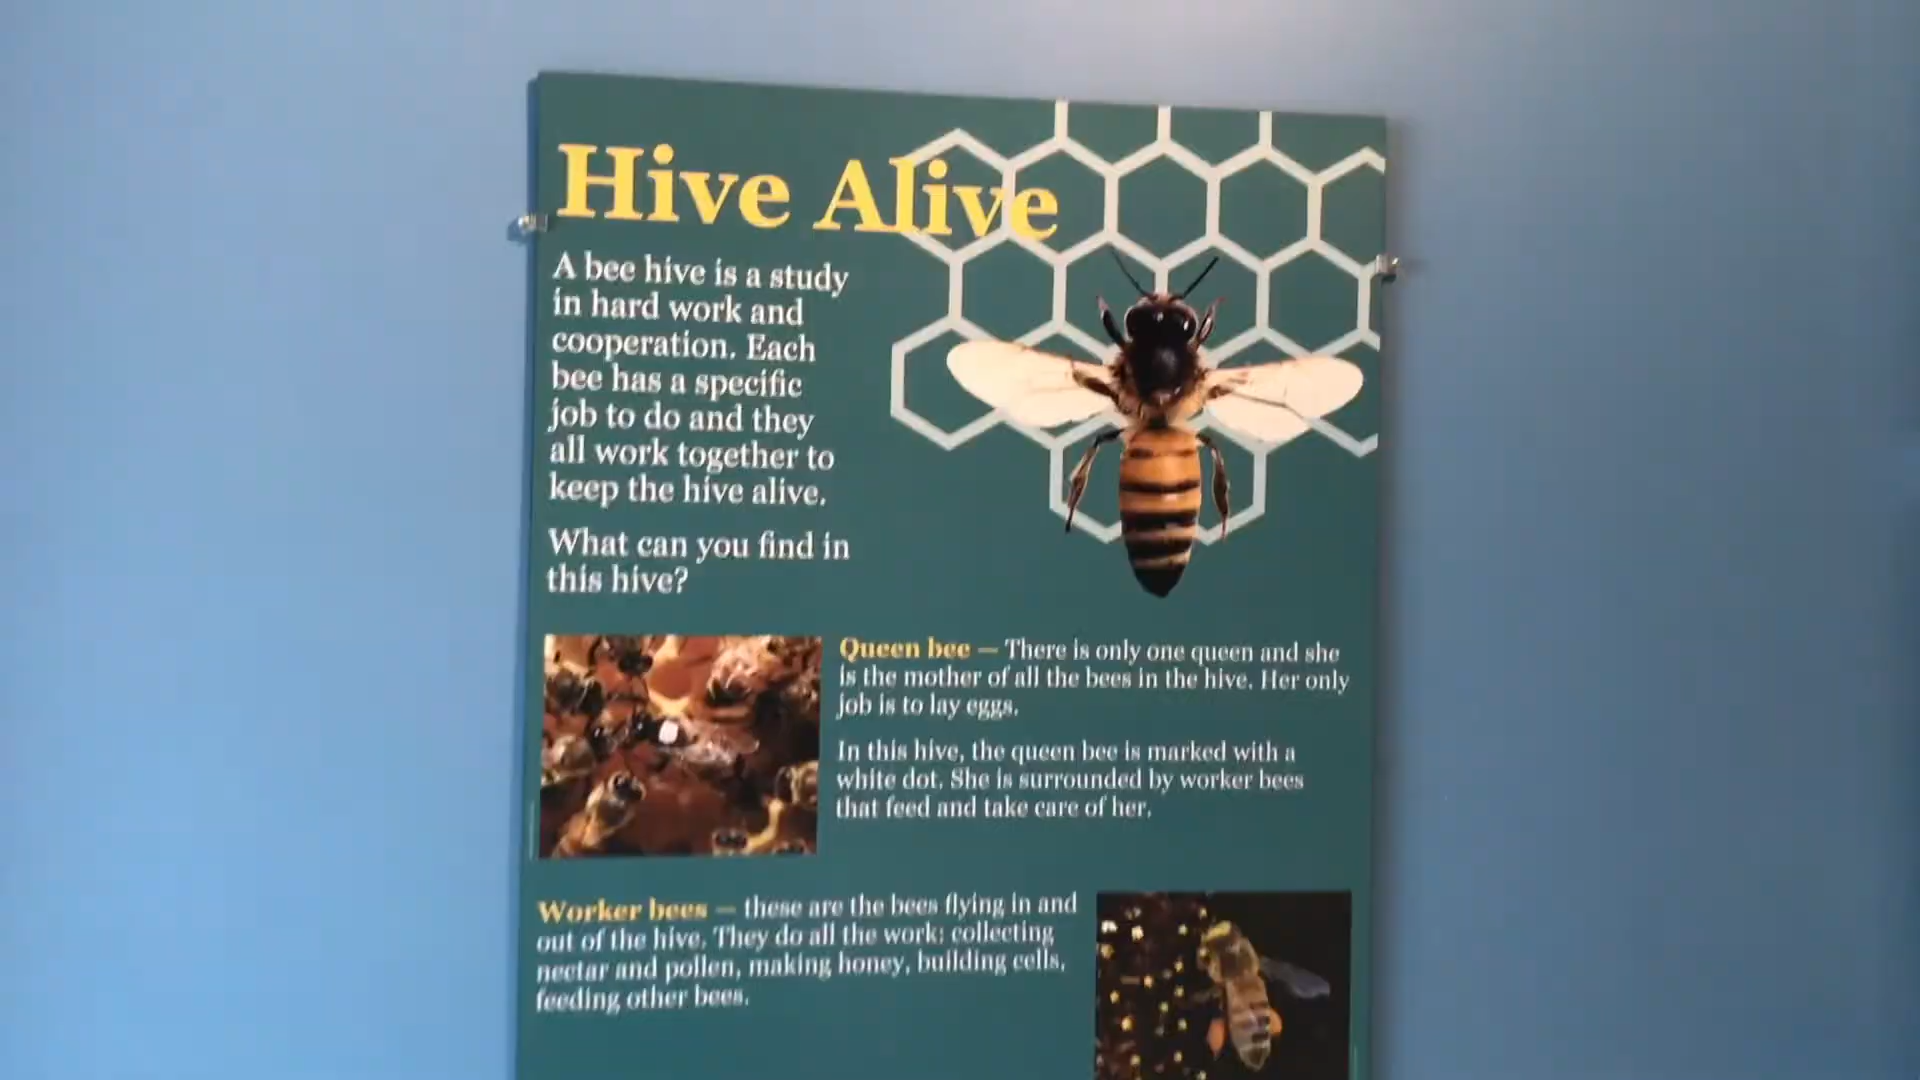 Hive Alive
A bee hive is a study
in hard work and
cooperation. Each
bee has a specific
job to do and they
all work together to
keep the hive alive.
What can you find in
this hive?
Queen bee — There is only one queen and she
is the mother of all the bees in the hive. Her only
job is to lay eggs.
In this hive, the queen bee is marked with a
white dot. She is surrounded by worker bees
that feed and take care of her.
Worker bees — these are the bees flying in and
out of the hive. They do all the work: collecting
nectar and pollen, making honey, building cells,
feeding other bees.